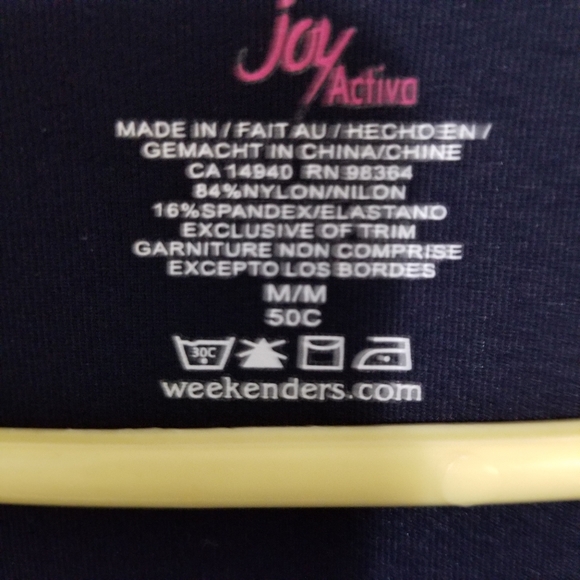 joy
Activa
MADE IN / FAIT AU / HECHO EN /
GEMACHT IN CHINA/CHINE
CA 14940 RN 98364
84%NYLON/NILON
16%SPANDEX/ELASTANO
EXCLUSIVE OF TRIM
GARNITURE NON COMPRISE
EXCEPTO LOS BORDES
M/M
50C
30C
weekenders.com